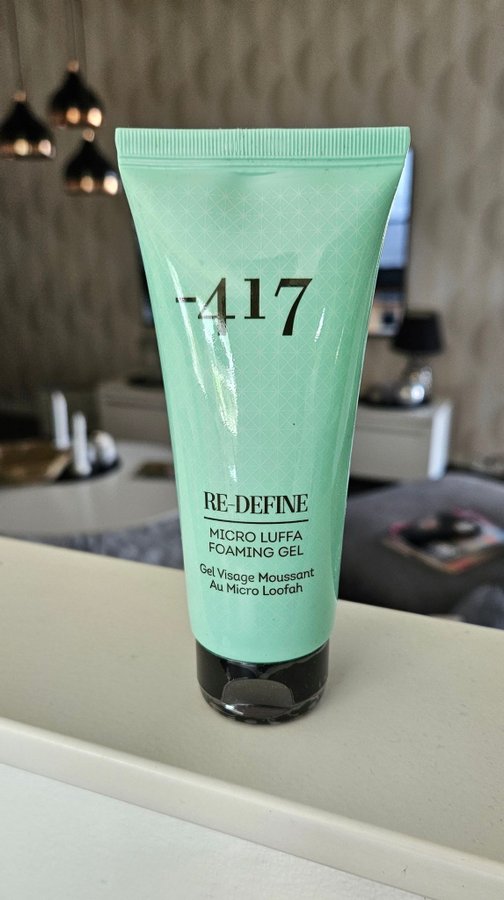 -417
RE-DEFINE
MICRO LUFFA
FOAMING GEL
Gel Visage Moussant
Au Micro Loofah